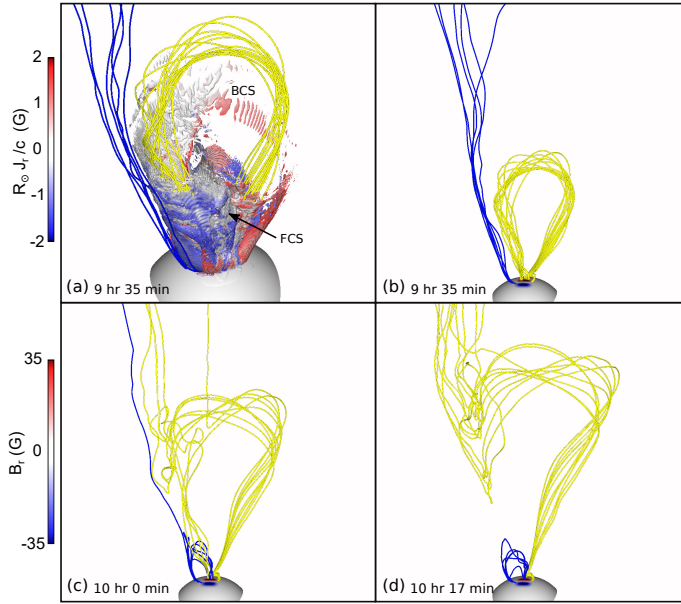 2
1
0
-1
-2
R⊙ Jr/c (G)
BCS
FCS
(a) 9 hr 35 min
(b) 9 hr 35 min
35
0
-35
Br (G)
(c) 10 hr 0 min
(d) 10 hr 17 min